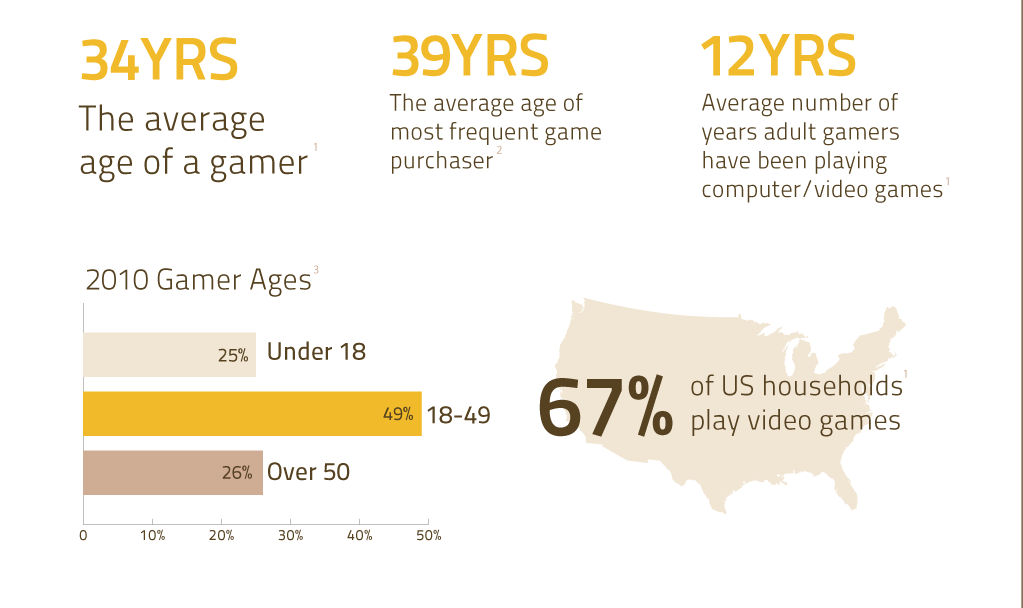 34YRS
The average
age of a gamer 1
39YRS
The average age of
most frequent game
purchaser 2
12YRS
Average number of
years adult gamers
have been playing
computer/video games 1
2010 Gamer Ages 3
25% Under 18
49% 18-49
26% Over 50
0 10% 20% 30% 40% 50%
67%
of US households 1
play video games